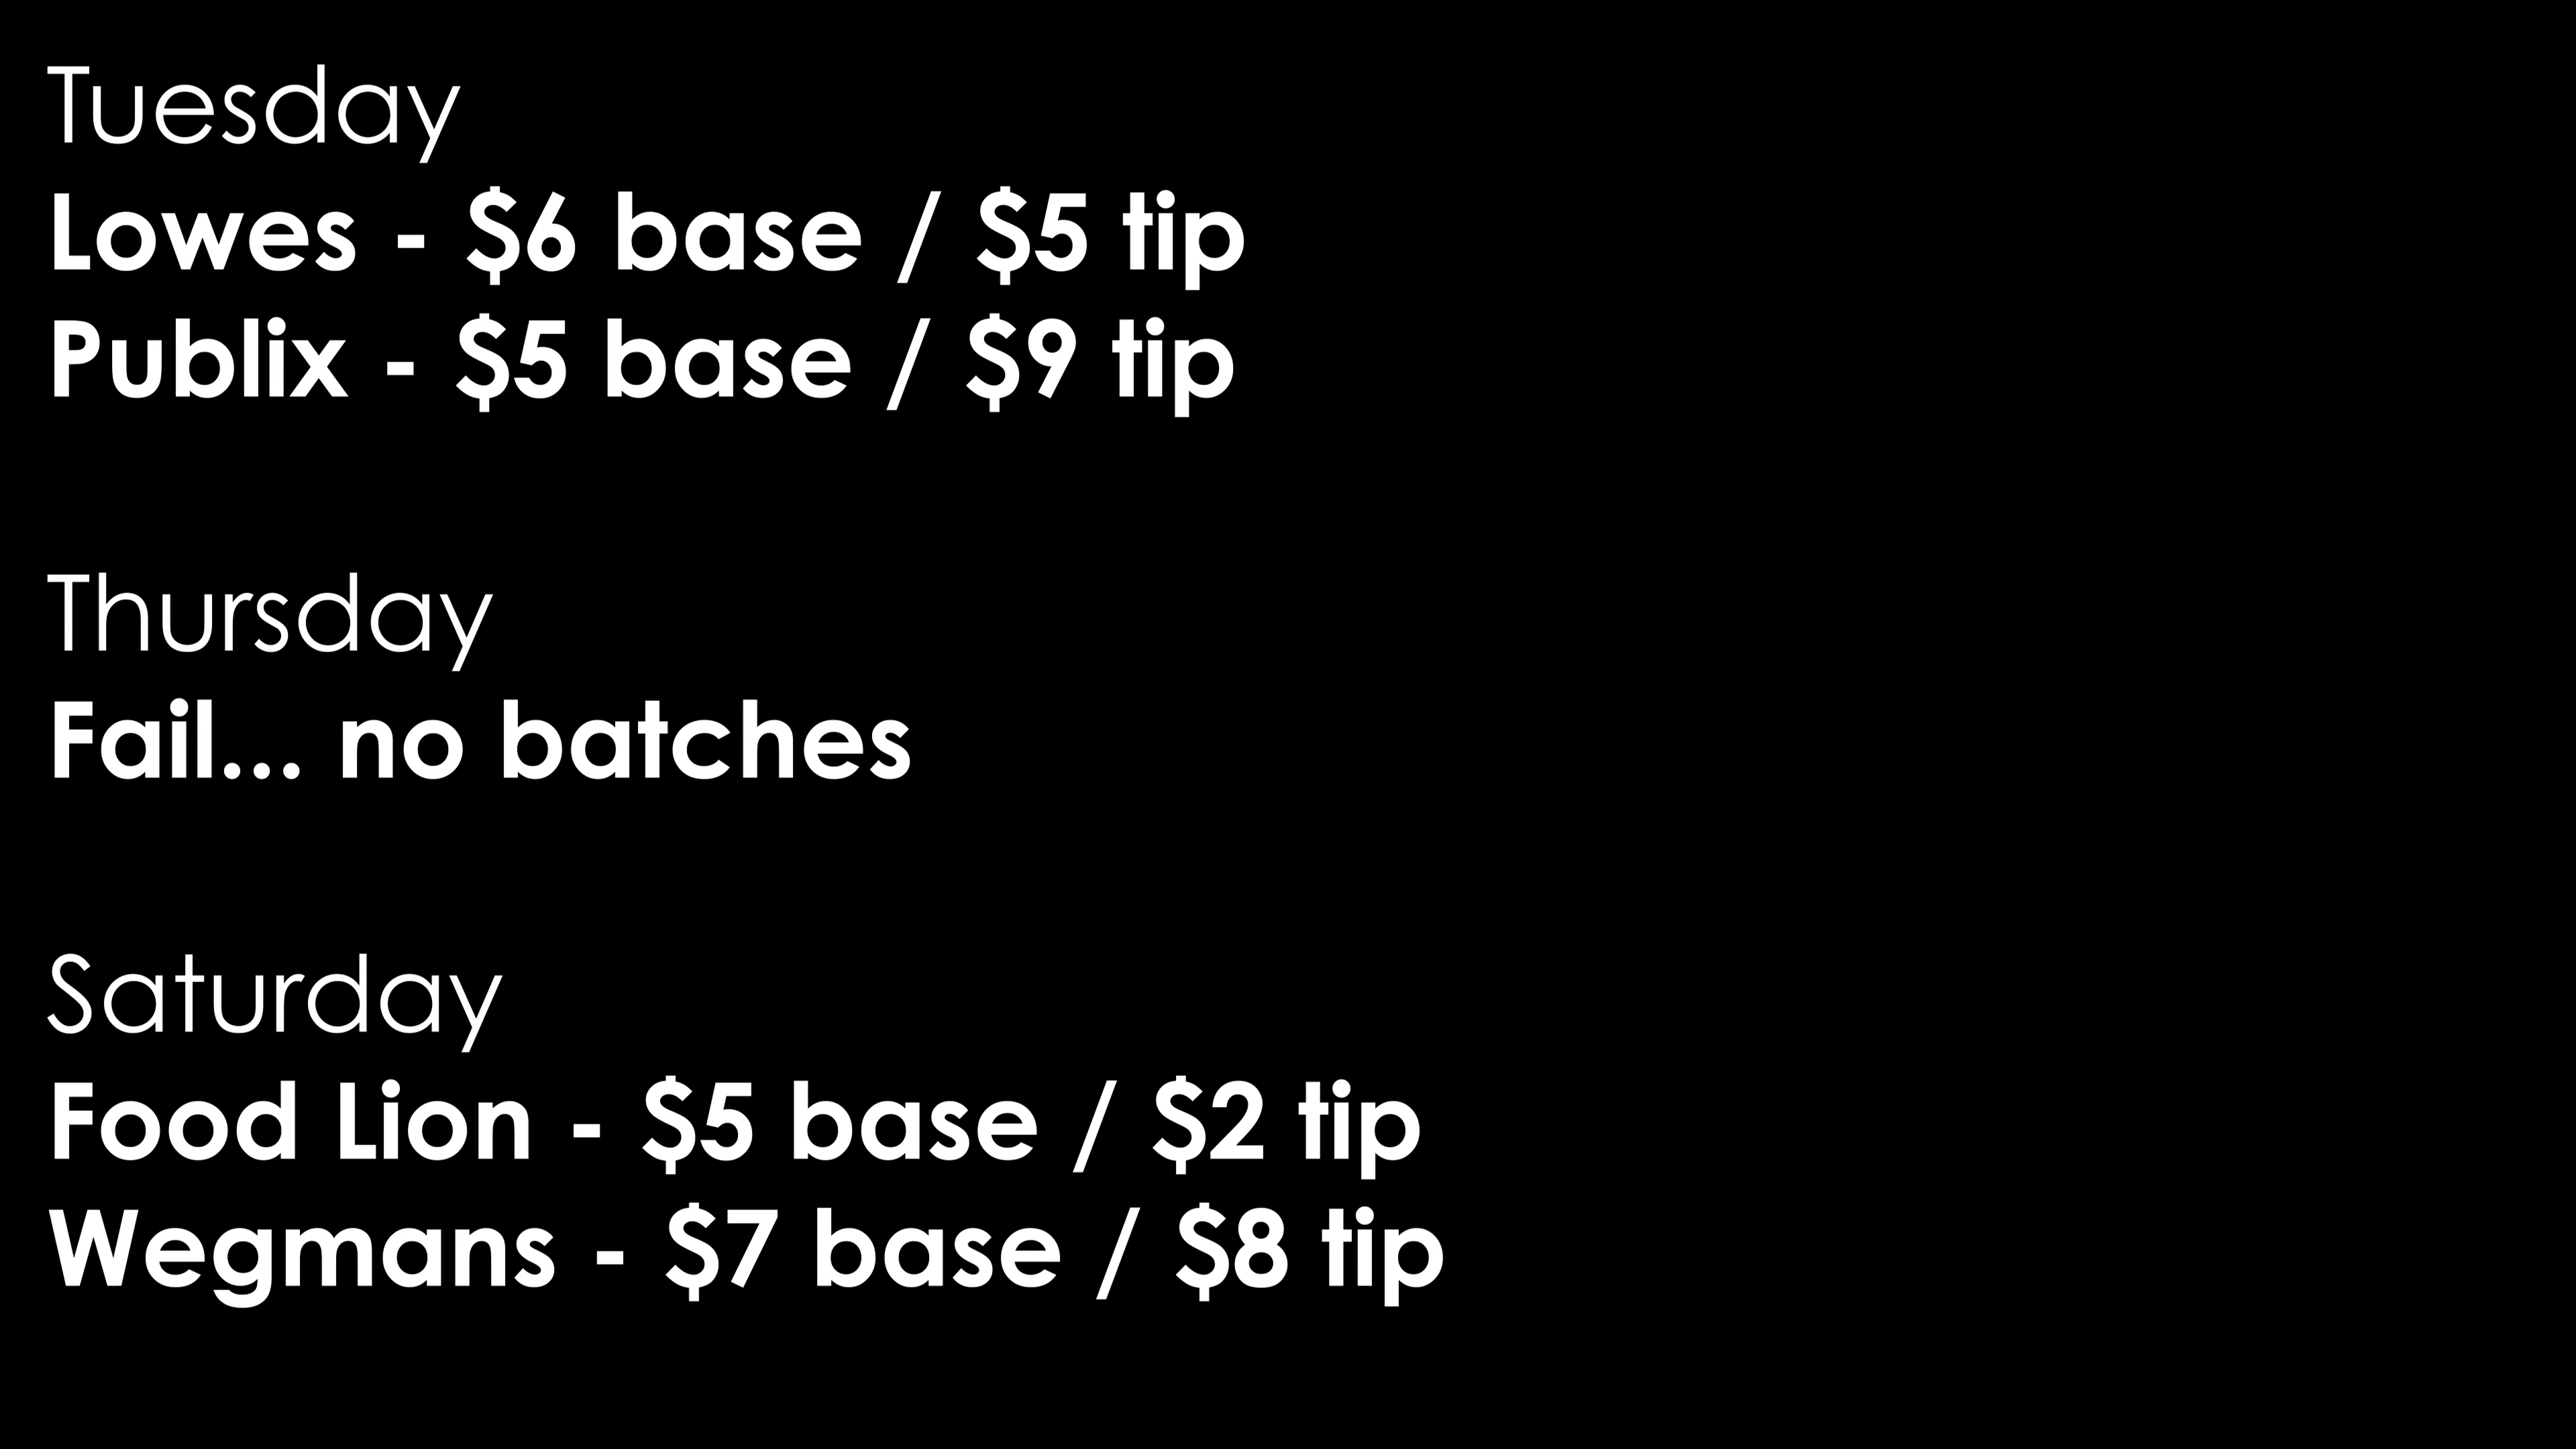 Tuesday
Lowes - $6 base / $5 tip
Publix - $5 base / $9 tip
Thursday
Fail... no batches
Saturday
Food Lion - $5 base / $2 tip
Wegmans - $7 base / $8 tip